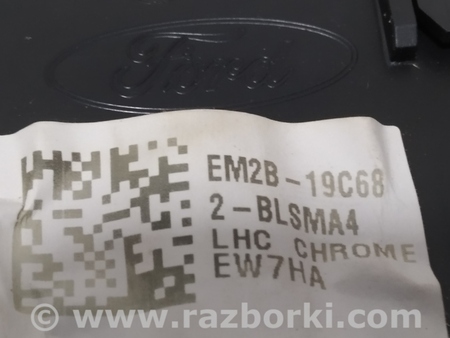 Ford
EM2B-19C68
2-BLSMA4
LHC CHROME
EW7HA
© www.razborki.com